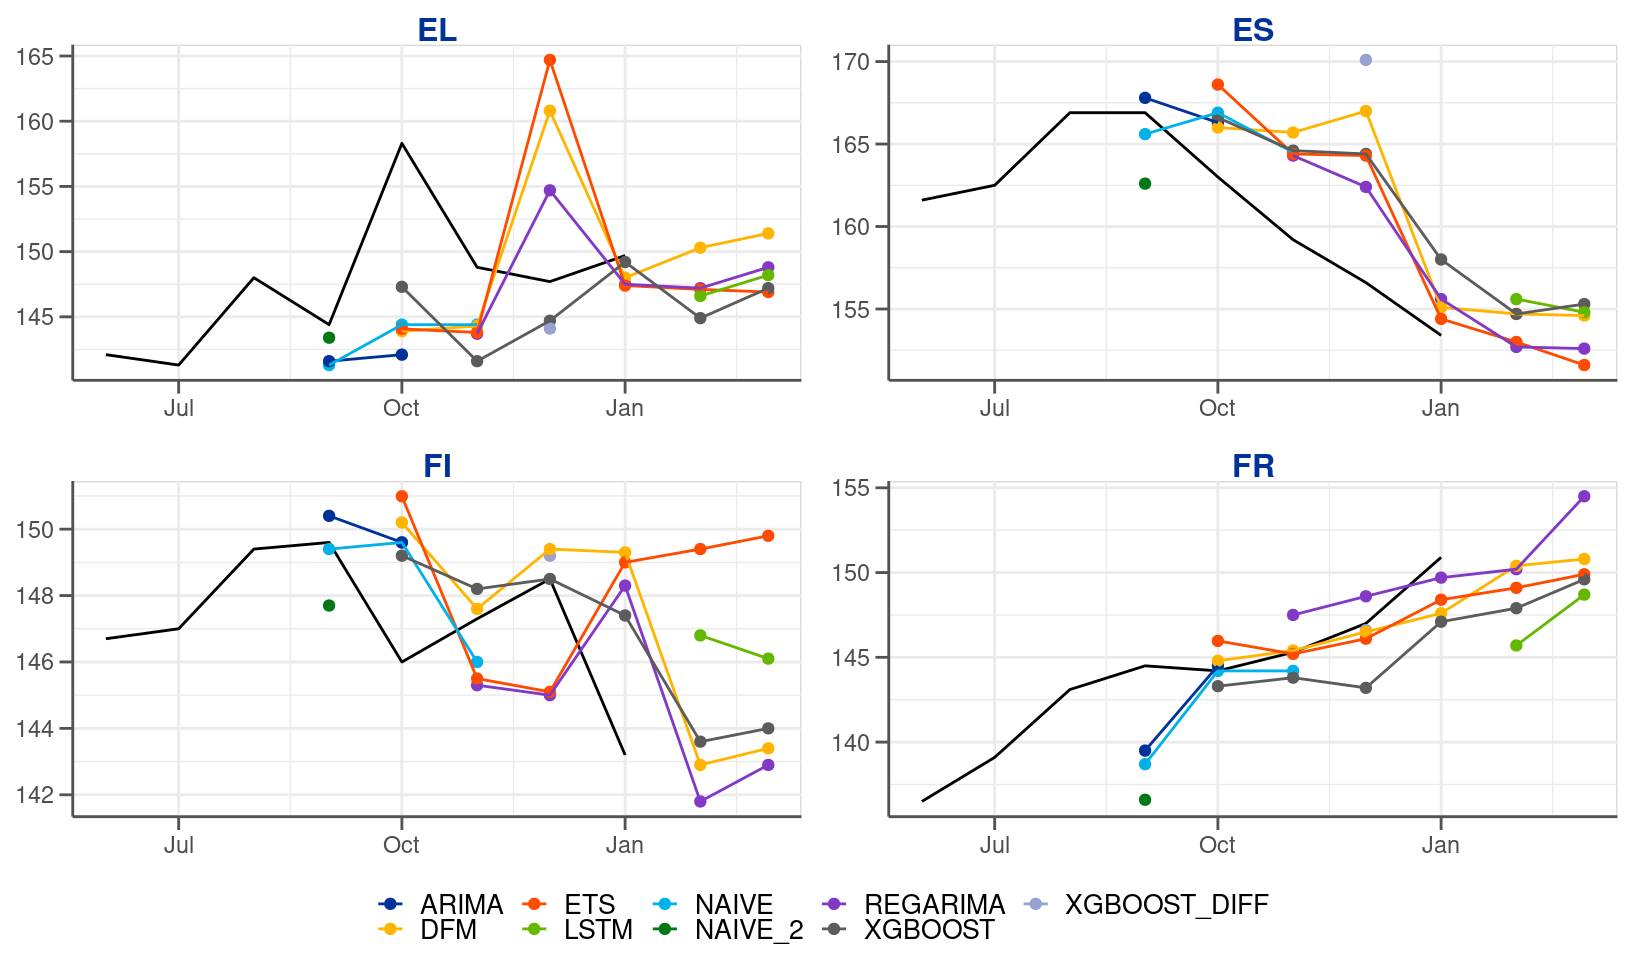 EL
165
160
155
150
145
Jul Oct Jan
ES
170
165
160
155
Jul Oct Jan
FI
150
148
146
144
142
Jul Oct Jan
FR
155
150
145
140
Jul Oct Jan
ARIMA ETS NAIVE REGARIMA XGBOOST_DIFF
DFM LSTM NAIVE_2 XGBOOST